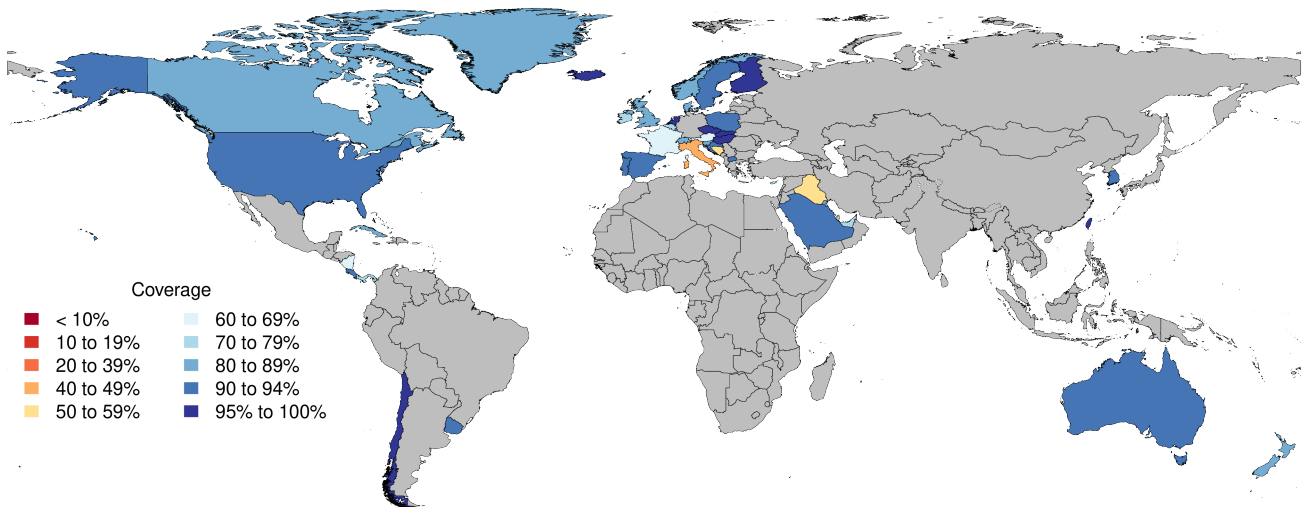 Coverage
< 10%
10 to 19%
20 to 39%
40 to 49%
50 to 59%
60 to 69%
70 to 79%
80 to 89%
90 to 94%
95% to 100%